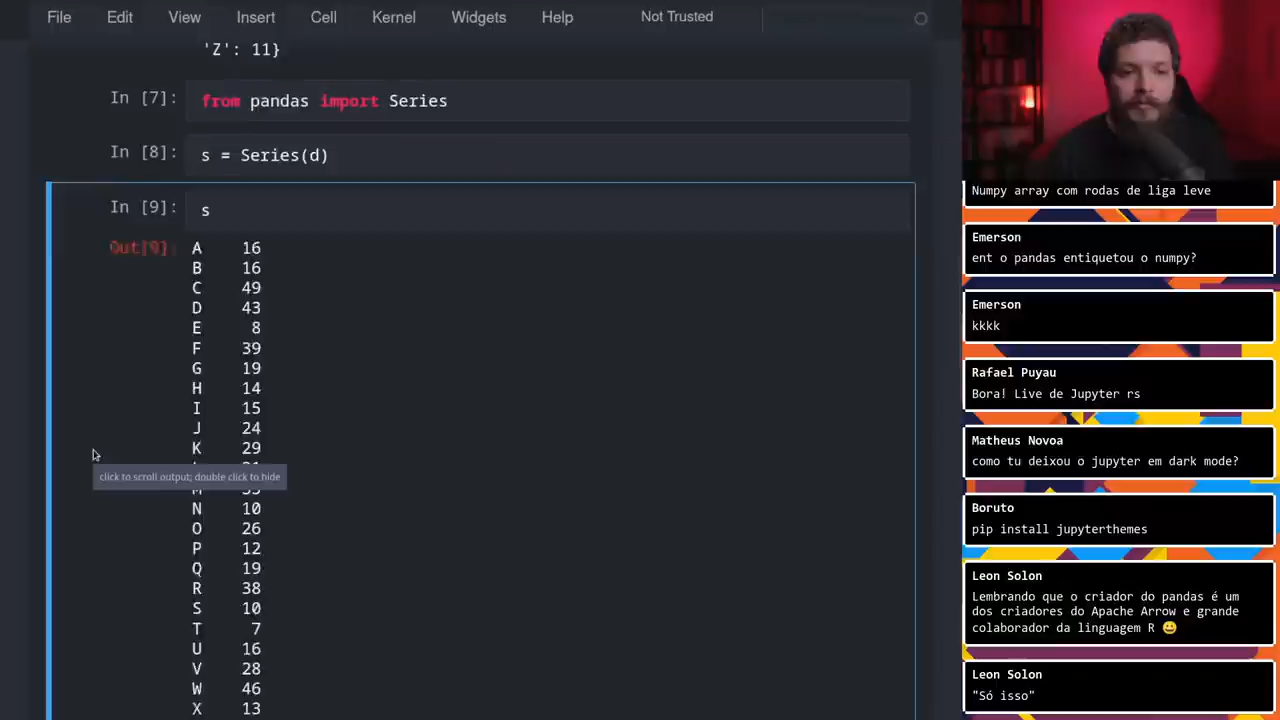 File Edit View Insert Cell Kernel Widgets Help Not Trusted
'Z': 11}
In [7]: from pandas import Series
In [8]: s = Series(d)
In [9]: s
Out[9]: A 16
B 16
C 49
D 43
E 8
F 39
G 19
H 14
I 15
J 24
K 29
click to scroll output; double click to hide
N 10
O 26
P 12
Q 19
R 38
S 10
T 7
U 16
V 28
W 46
X 13
Numpy array com rodas de liga leve
Emerson
ent o pandas entiquetou o numpy?
Emerson
kkkk
Rafael Puyau
Bora! Live de Jupyter rs
Matheus Novoa
como tu deixou o jupyter em dark mode?
Boruto
pip install jupyterthemes
Leon Solon
Lembrando que o criador do pandas é um
dos criadores do Apache Arrow e grande
colaborador da linguagem R 😀
Leon Solon
"Só isso"